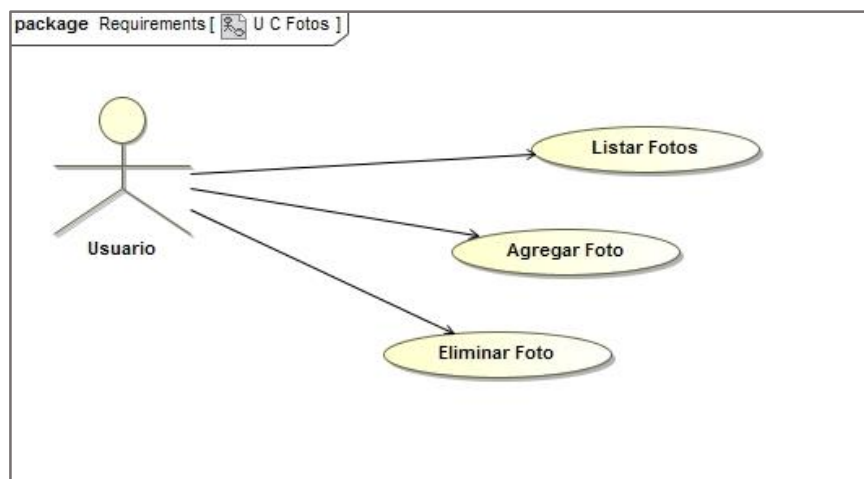 package Requirements [ U C Fotos ]
Listar Fotos
Usuario
Agregar Foto
Eliminar Foto